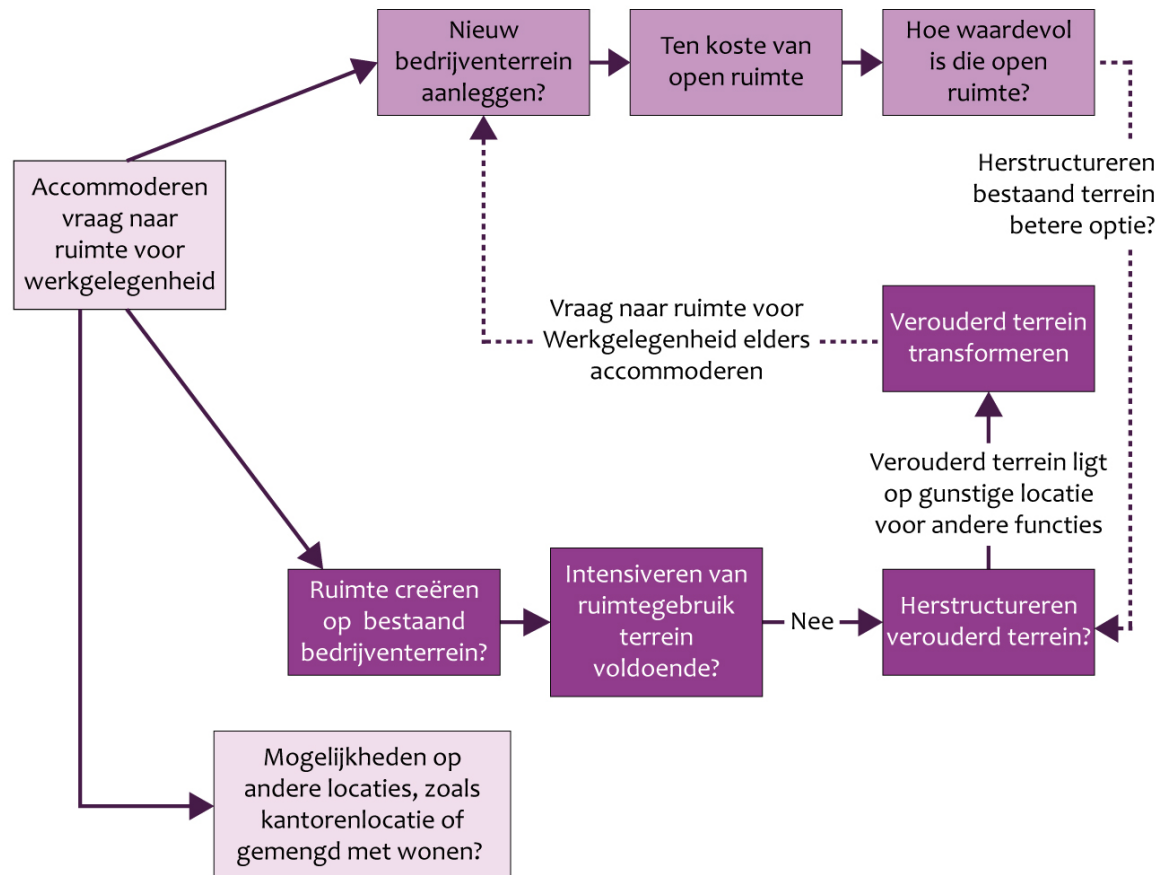 Nieuw
bedrijventerrein
aanleggen?
Ten koste van
open ruimte
Hoe waardevol
is die open
ruimte?
Herstructureren
bestaand terrein
betere optie?
Accommoderen
vraag naar
ruimte voor
werkgelegenheid
Vraag naar ruimte voor
Werkgelegenheid elders
accommoderen
Verouderd terrein
transformeren
Verouderd terrein ligt
op gunstige locatie
voor andere functies
Ruimte creëren
op bestaand
bedrijventerrein?
Intensiveren van
ruimtegebruik
terrein
voldoende?
Nee
Herstructureren
verouderd terrein?
Mogelijkheden op
andere locaties, zoals
kantorenlocatie of
gemengd met wonen?